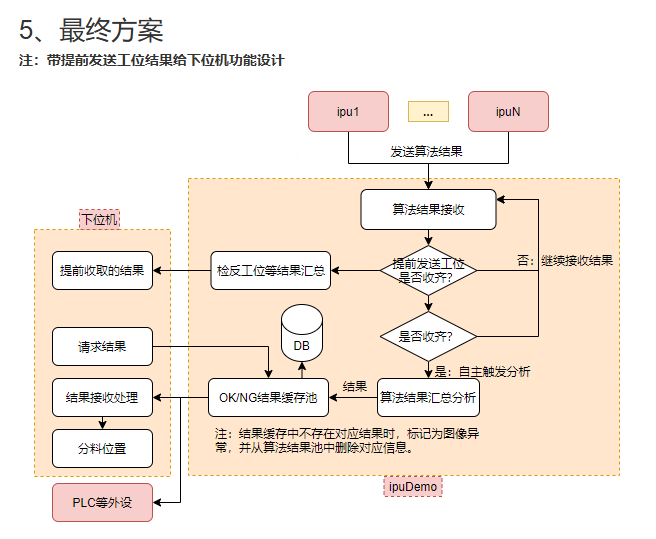 5、最终方案
注：带提前发送工位结果给下位机功能设计
ipu1
...
ipuN
发送算法结果
下位机
算法结果接收
提前收取的结果
检反工位等结果汇总
提前发送工位
是否收齐?
否：继续接收结果
请求结果
DB
是否收齐?
是：自主触发分析
结果接收处理
OK/NG结果缓存池
结果
算法结果汇总分析
分料位置
注：结果缓存中不存在对应结果时，标记为图像异
常，并从算法结果池中删除对应信息。
ipuDemo
PLC等外设